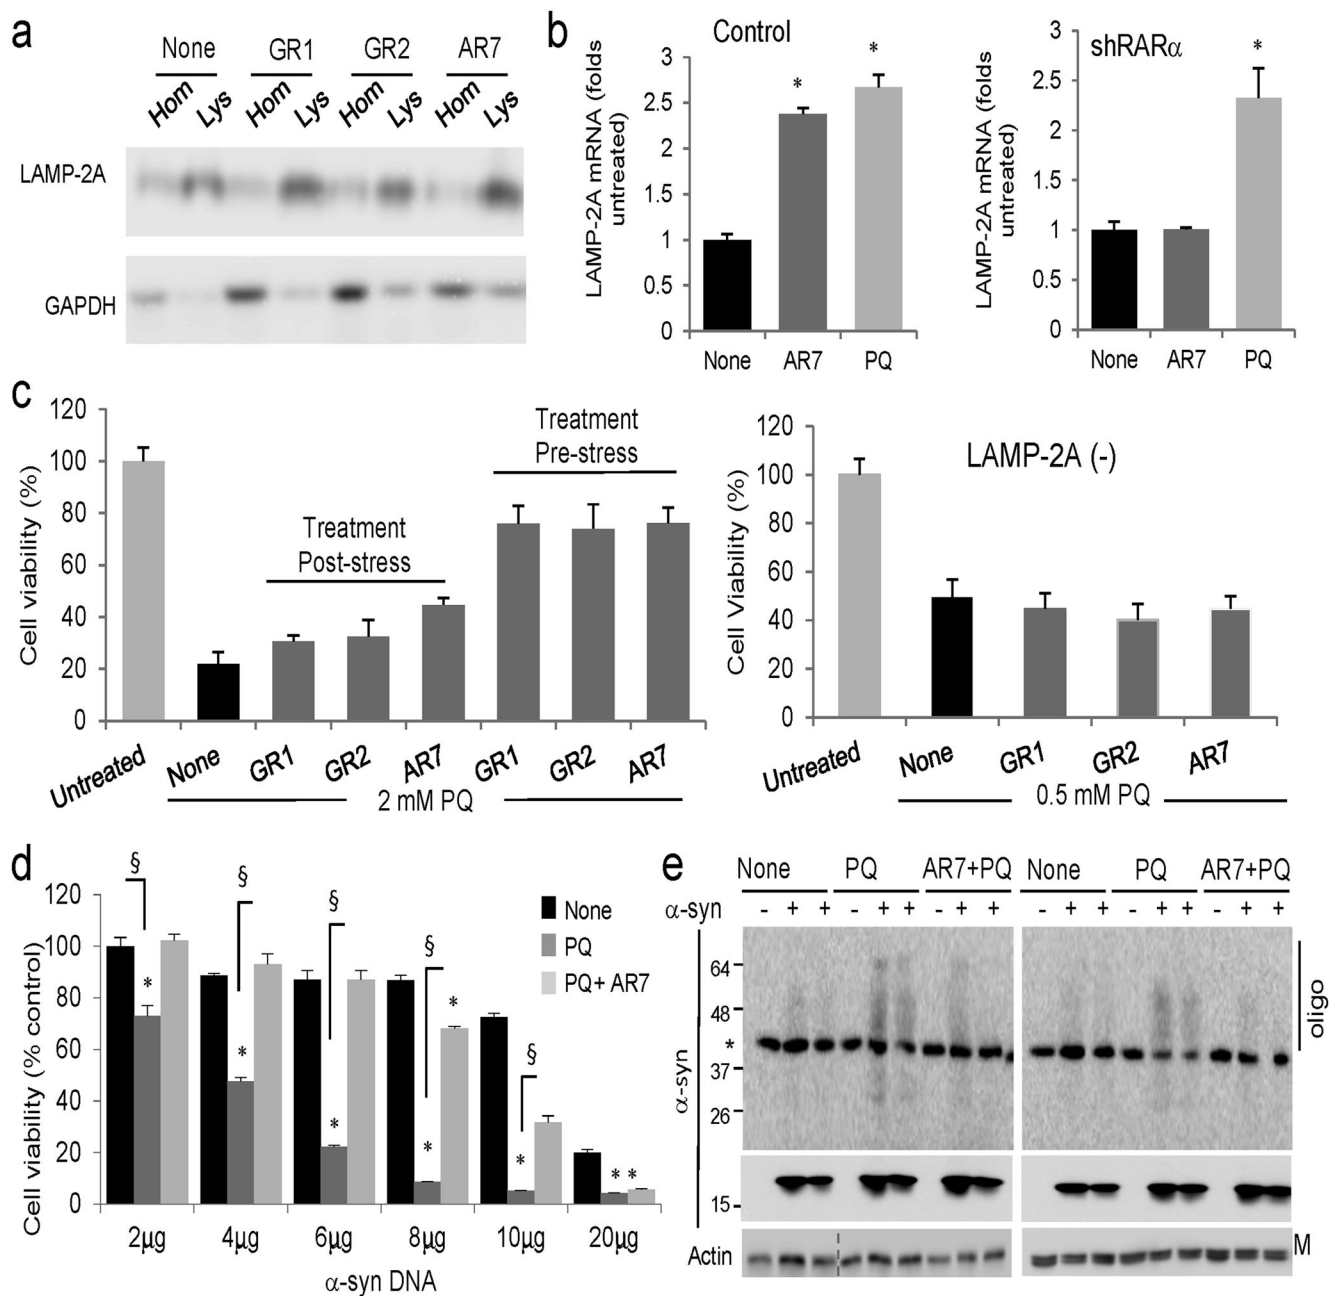 a
None GR1 GR2 AR7
Hom Lys Hom Lys Hom Lys Hom Lys
LAMP-2A
GAPDH
b
Control
LAMP-2A mRNA (folds
untreated)
3
2.5
2
1.5
1
0.5
0
* *
None AR7 PQ
shRARα
LAMP-2A mRNA (folds
untreated)
3
2.5
2
1.5
1
0.5
0
*
None AR7 PQ
c
Cell viability (%)
120
100
80
60
40
20
0
Treatment
Post-stress
Treatment
Pre-stress
Untreated None GR1 GR2 AR7 GR1 GR2 AR7
2 mM PQ
LAMP-2A (-)
Cell Viability (%)
120
100
80
60
40
20
0
Untreated None GR1 GR2 AR7
0.5 mM PQ
d
Cell viability (% control)
120
100
80
60
40
20
0
§ § § § §
* * * * * * * *
None
PQ
PQ+ AR7
2µg 4µg 6µg 8µg 10µg 20µg
α-syn DNA
e
None PQ AR7+PQ None PQ AR7+PQ
α-syn - + + - + + - + + - + + - + + - + +
α-syn
64
48
*
37
26
15
oligo
Actin
M